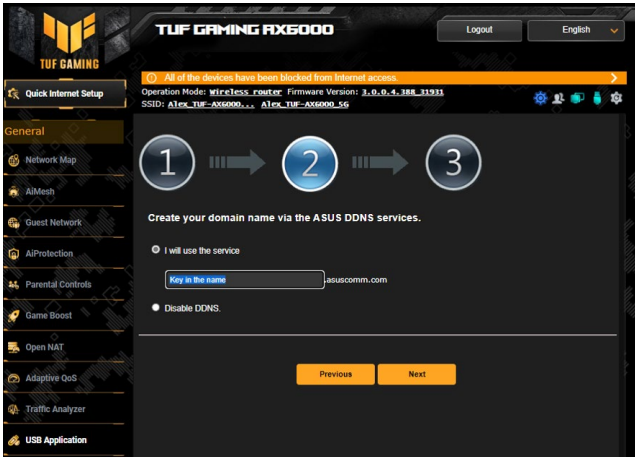 TUF GAMING
TUF GAMING AX6000
Logout
English
All of the devices have been blocked from Internet access.
Quick Internet Setup
Operation Mode: Wireless router Firmware Version: 3.0.0.4.388_31931
SSID: Alex_TUF-AX6000... Alex_TUF-AX6000_5G
General
Network Map
AiMesh
Guest Network
AiProtection
Parental Controls
Game Boost
Open NAT
Adaptive QoS
Traffic Analyzer
USB Application
1
2
3
Create your domain name via the ASUS DDNS services.
I will use the service
Key in the name .asuscomm.com
Disable DDNS.
Previous Next